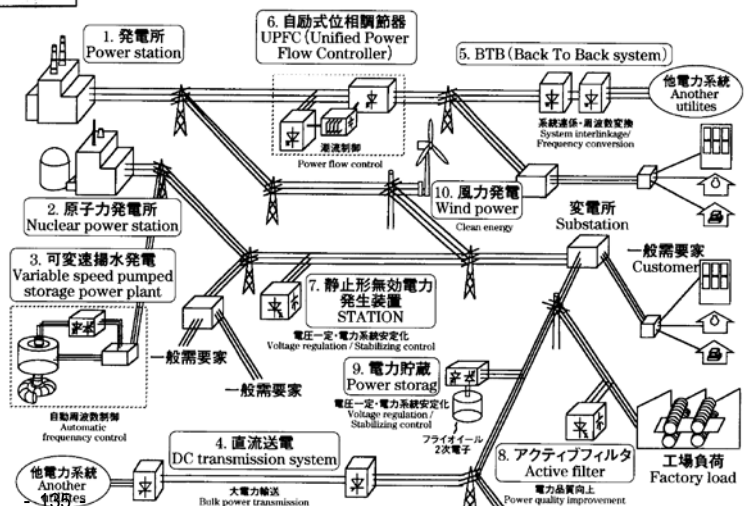 1. 発電所
Power station
6. 自励式位相調節器
UPFC (Unified Power
Flow Controller)
5. BTB (Back To Back system)
他電力系統
Another
utilites
系統連係・周波数変換
System interlinkage/
Frequency conversion
潮流制御
Power flow control
2. 原子力発電所
Nuclear power station
10. 風力発電
Wind power
Clean energy
変電所
Substation
3. 可変速揚水発電
Variable speed pumped
storage power plant
一般需要家
Customer
7. 静止形無効電力
発生装置
STATION
電圧一定・電力系統安定化
Voltage regulation / Stabilizing control
一般需要家
一般需要家
自動周波数制御
Automatic
frequenacy control
9. 電力貯蔵
Power storag
電圧一定・電力系統安定化
Voltage regulation /
Stabilizing control
フライオイール
2次電子
4. 直流送電
DC transmission system
大電力輸送
Bulk power transmission
8. アクティブフィルタ
Active filter
電力品質向上
Power quality improvement
工場負荷
Factory load
他電力系統
Another
- 135